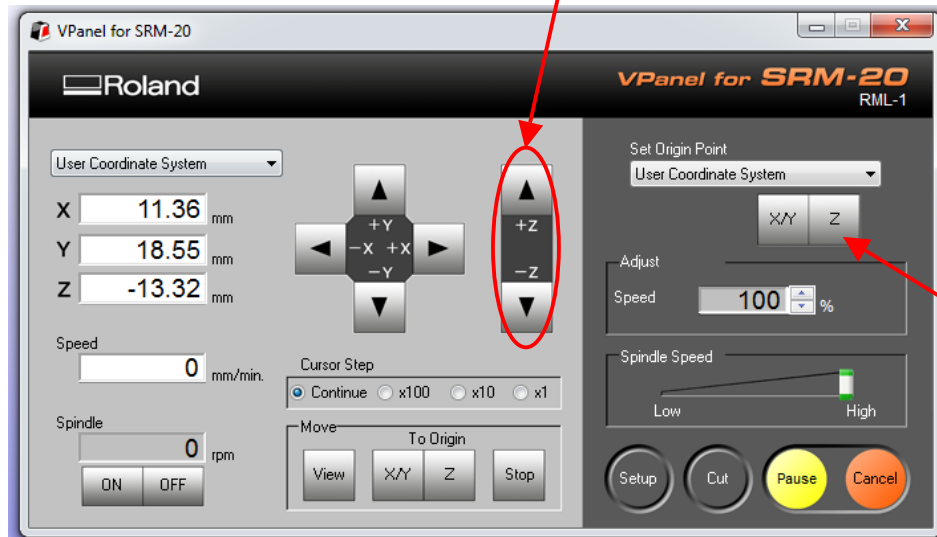 VPanel for SRM-20
Roland
VPanel for SRM-20
RML-1
User Coordinate System
X 11.36 mm
Y 18.55 mm
Z -13.32 mm
Speed
0 mm/min.
Spindle
0 rpm
ON OFF
+Y
-X +X
-Y
+Z
-Z
Cursor Step
Continue x100 x10 x1
Move
To Origin
View X/Y Z Stop
Set Origin Point
User Coordinate System
X/Y Z
Adjust
Speed 100 %
Spindle Speed
Low High
Setup Cut Pause Cancel